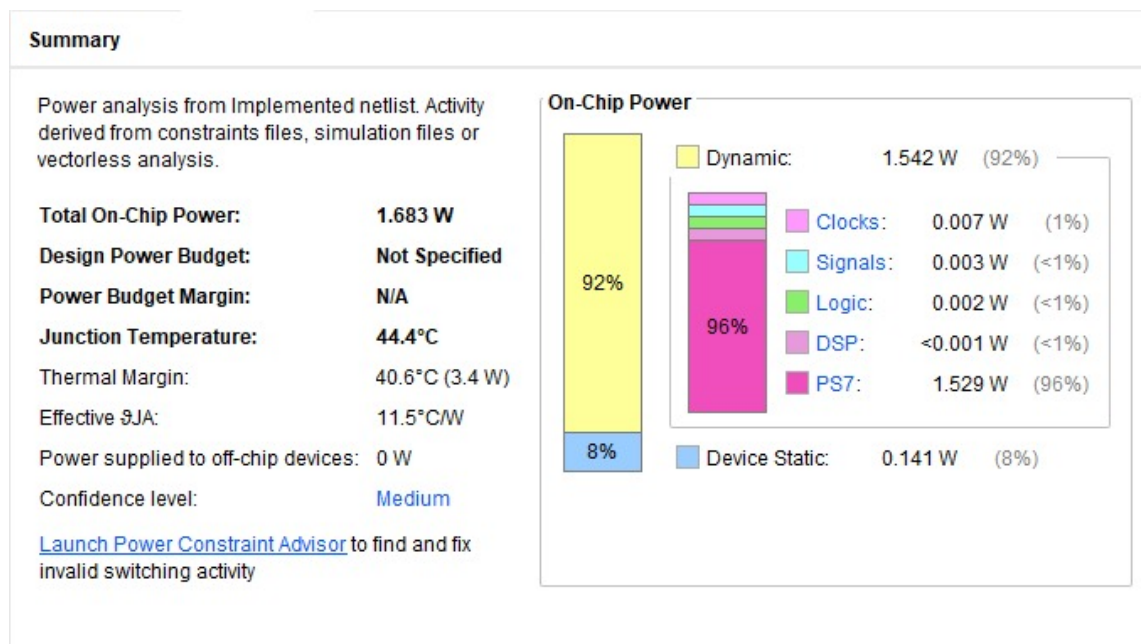 Summary
Power analysis from Implemented netlist. Activity
derived from constraints files, simulation files or
vectorless analysis.
Total On-Chip Power: 1.683 W
Design Power Budget: Not Specified
Power Budget Margin: N/A
Junction Temperature: 44.4°C
Thermal Margin: 40.6°C (3.4 W)
Effective ϑJA: 11.5°C/W
Power supplied to off-chip devices: 0 W
Confidence level: Medium
Launch Power Constraint Advisor to find and fix
invalid switching activity
On-Chip Power
92%
8%
Dynamic: 1.542 W (92%)
96%
Clocks: 0.007 W (1%)
Signals: 0.003 W (<1%)
Logic: 0.002 W (<1%)
DSP: <0.001 W (<1%)
PS7: 1.529 W (96%)
Device Static: 0.141 W (8%)